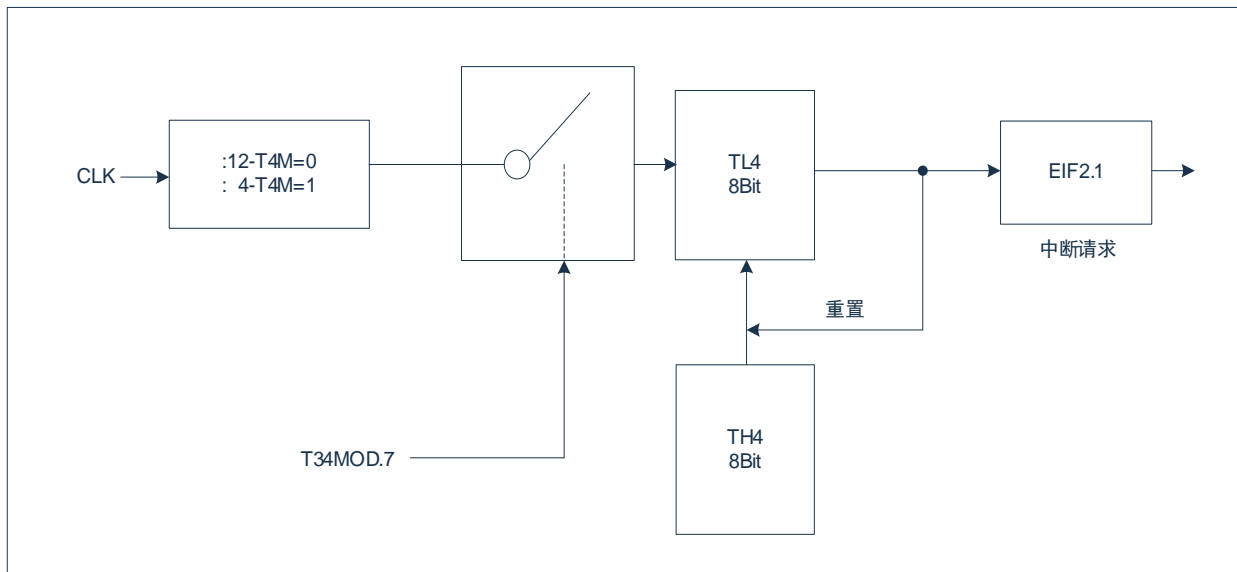 CLK
:12-T4M=0
: 4-T4M=1
TL4
8Bit
EIF2.1
中断请求
重置
TH4
8Bit
T34MOD.7